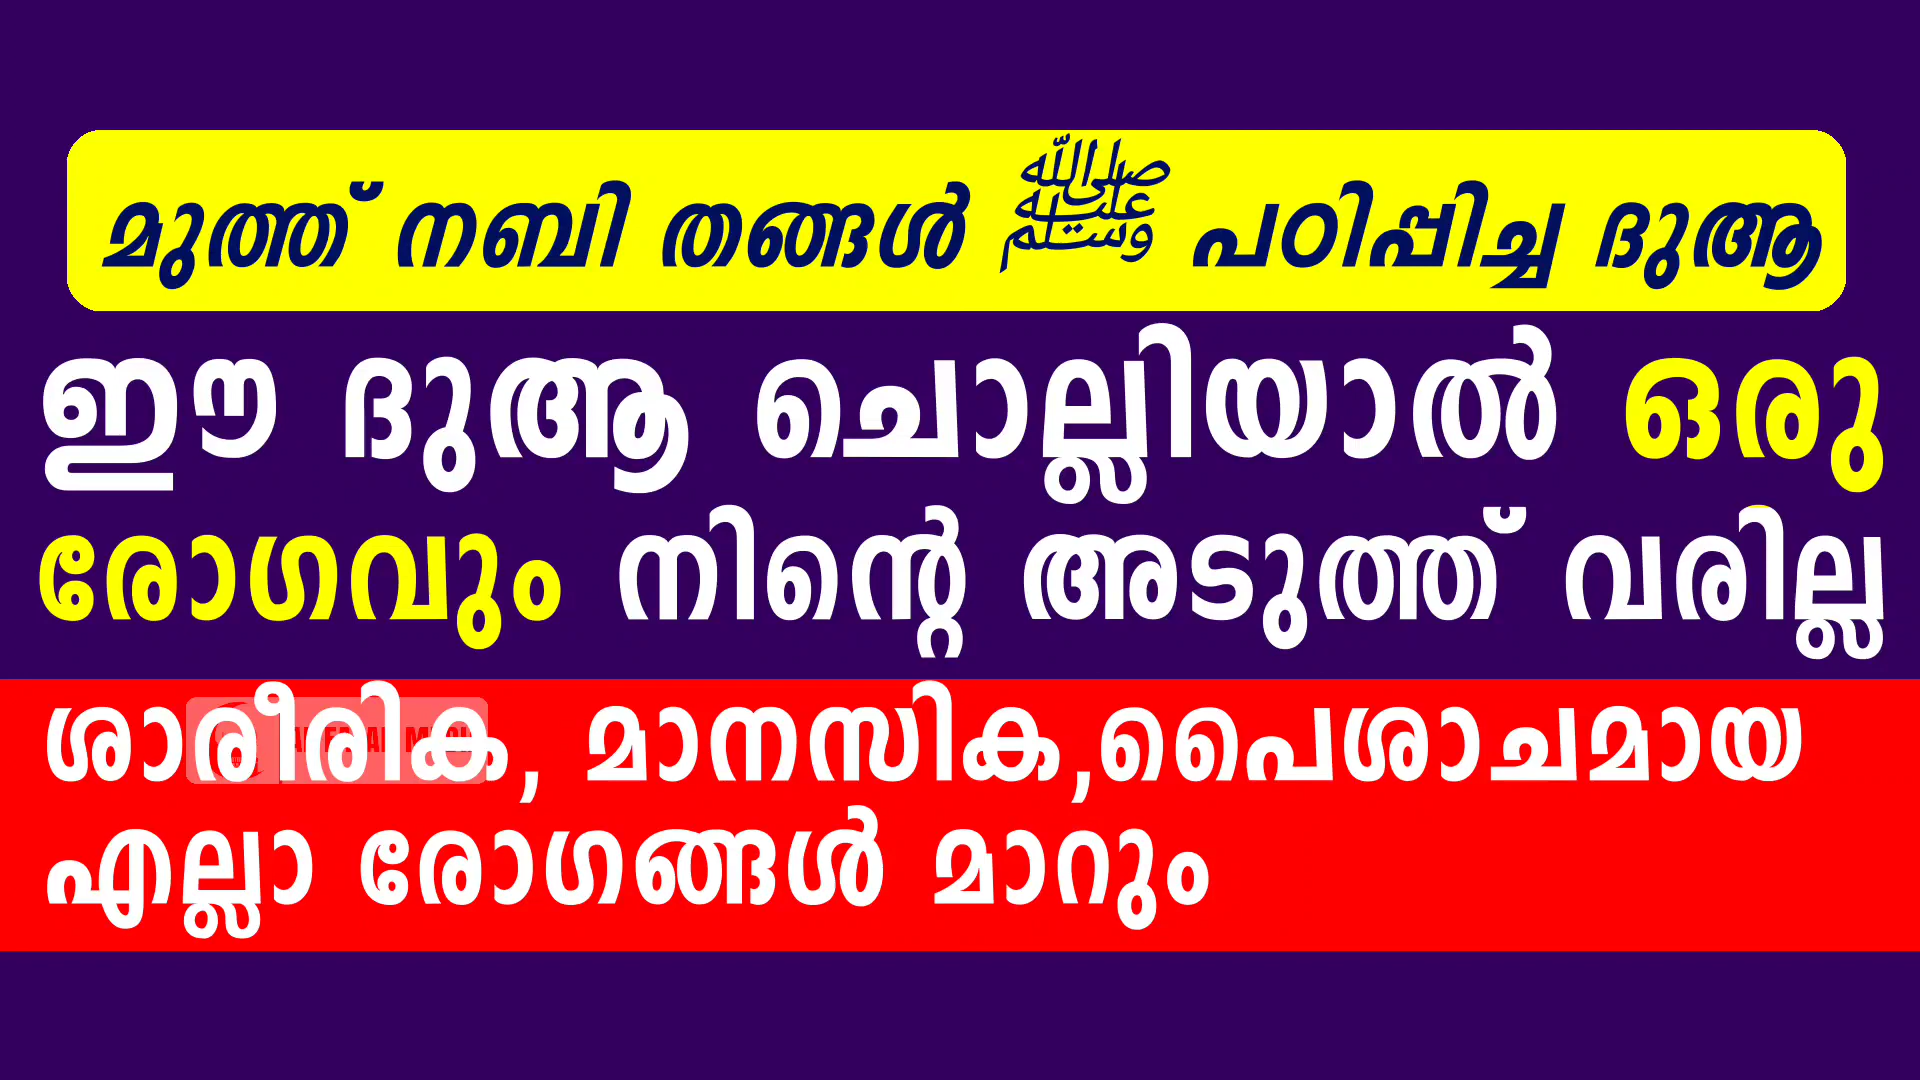 മുത്ത് നബി തങ്ങൾ ﷺ പഠിപ്പിച്ച ദുആ
ഈ ദുആ ചൊല്ലിയാൽ ഒരു
രോഗവും നിന്റെ അടുത്ത് വരില്ല
ശാരീരിക, മാനസിക,പൈശാചമായ
എല്ലാ രോഗങ്ങൾ മാറും